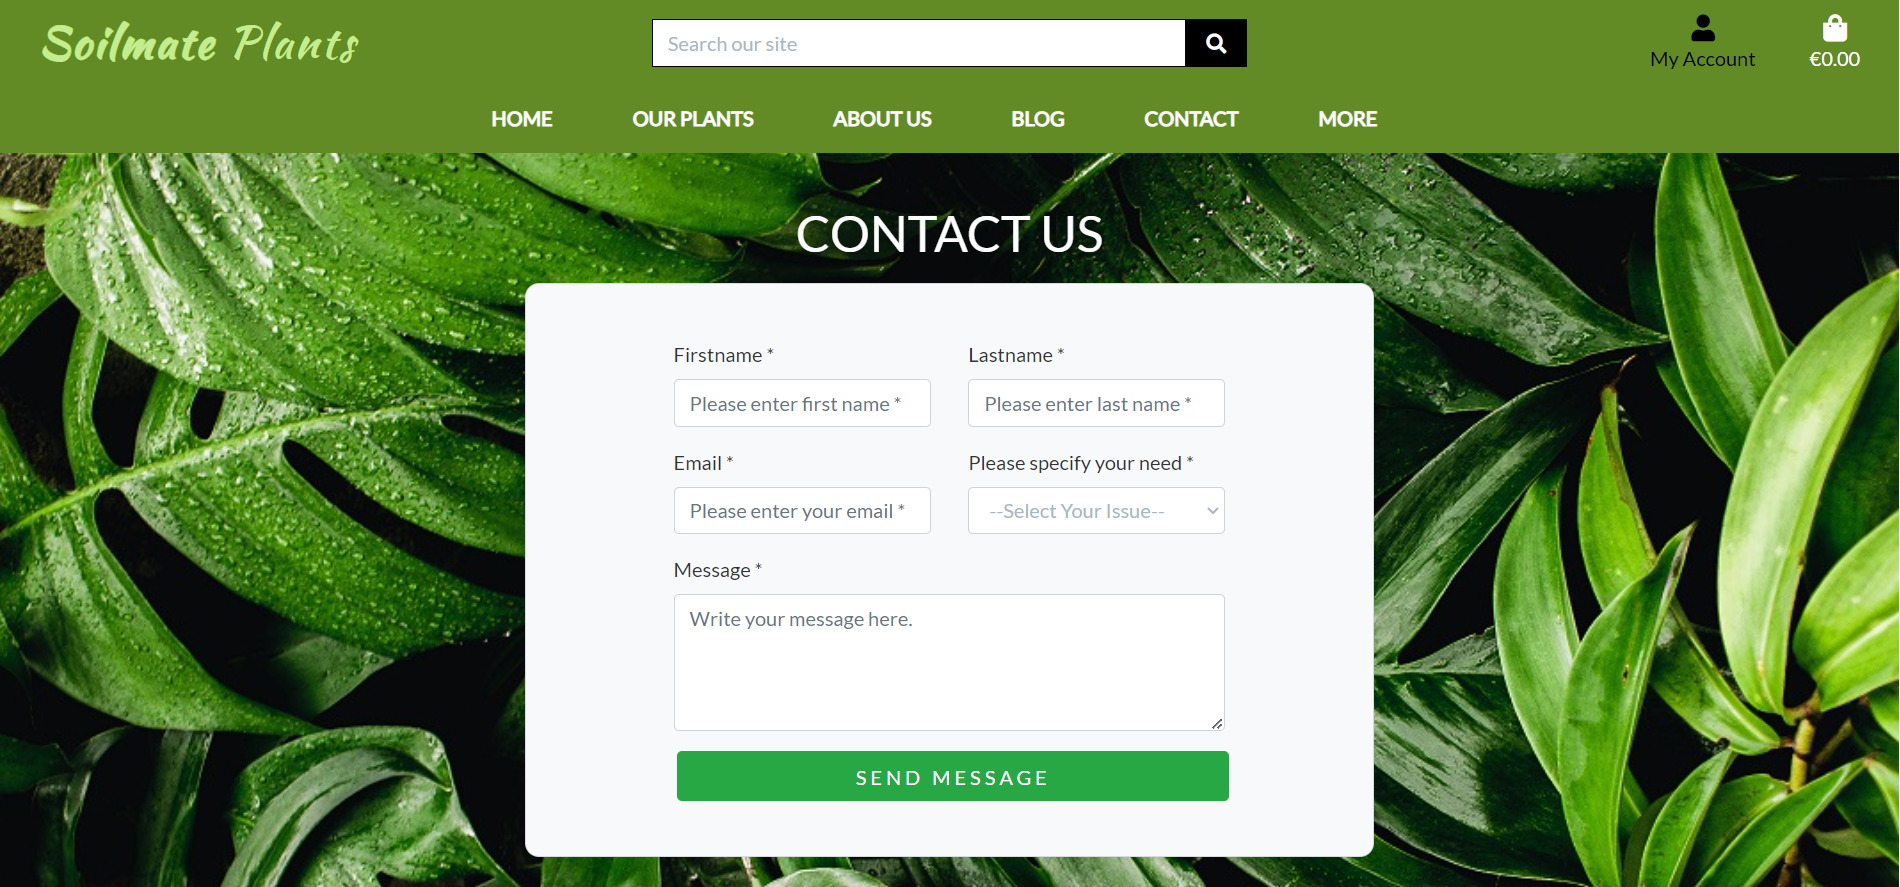 Soilmate Plants
Search our site
My Account
€0.00
HOME OUR PLANTS ABOUT US BLOG CONTACT MORE
CONTACT US
Firstname * Lastname *
Please enter first name * Please enter last name *
Email * Please specify your need *
Please enter your email * --Select Your Issue--
Message *
Write your message here.
SEND MESSAGE